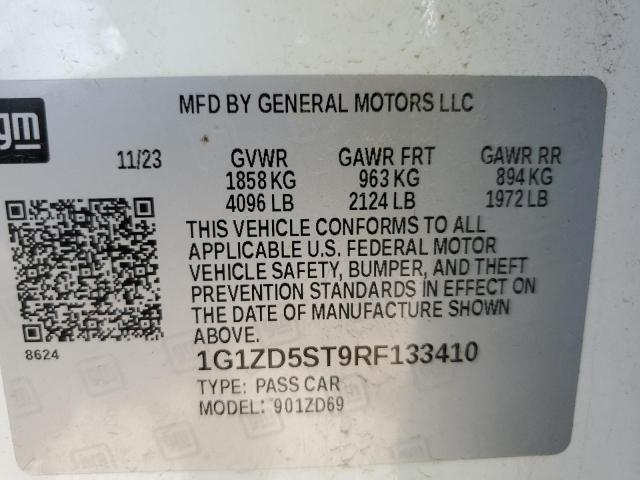 gm
MFD BY GENERAL MOTORS LLC
11/23 GVWR GAWR FRT GAWR RR
1858 KG 963 KG 894 KG
4096 LB 2124 LB 1972 LB
THIS VEHICLE CONFORMS TO ALL
APPLICABLE U.S. FEDERAL MOTOR
VEHICLE SAFETY, BUMPER, AND THEFT
PREVENTION STANDARDS IN EFFECT ON
THE DATE OF MANUFACTURE SHOWN
ABOVE.
8624
1G1ZD5ST9RF133410
TYPE: PASS CAR
MODEL: 901ZD69